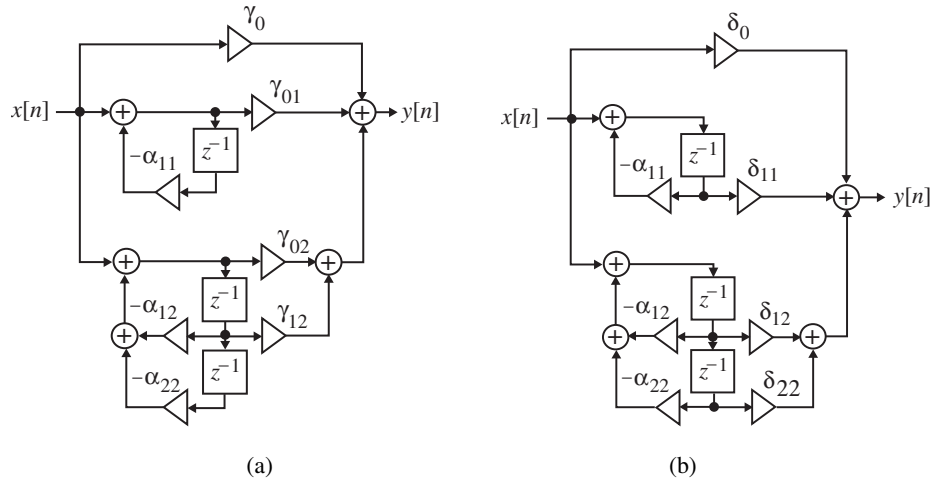 γ₀
γ₀₁
x[n]
+
+
y[n]
z⁻¹
−α₁₁
γ₀₂
+
+
z⁻¹
−α₁₂
γ₁₂
+
z⁻¹
−α₂₂
(a)
δ₀
x[n]
+
z⁻¹
−α₁₁
δ₁₁
+
y[n]
+
z⁻¹
−α₁₂
δ₁₂
+
+
z⁻¹
−α₂₂
δ₂₂
(b)